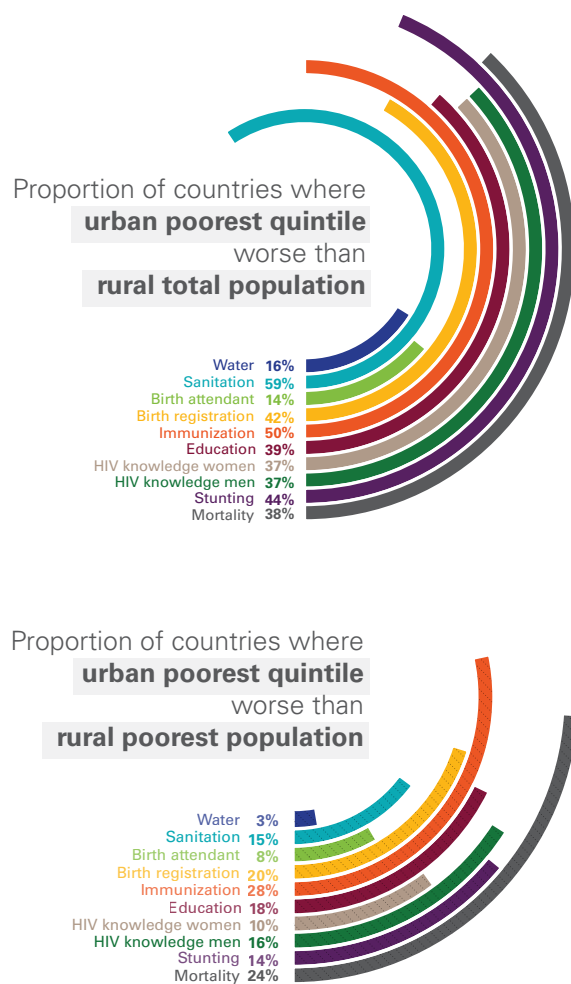 Proportion of countries where
urban poorest quintile
worse than
rural total population
Water 16%
Sanitation 59%
Birth attendant 14%
Birth registration 42%
Immunization 50%
Education 39%
HIV knowledge women 37%
HIV knowledge men 37%
Stunting 44%
Mortality 38%
Proportion of countries where
urban poorest quintile
worse than
rural poorest population
Water 3%
Sanitation 15%
Birth attendant 8%
Birth registration 20%
Immunization 28%
Education 18%
HIV knowledge women 10%
HIV knowledge men 16%
Stunting 14%
Mortality 24%